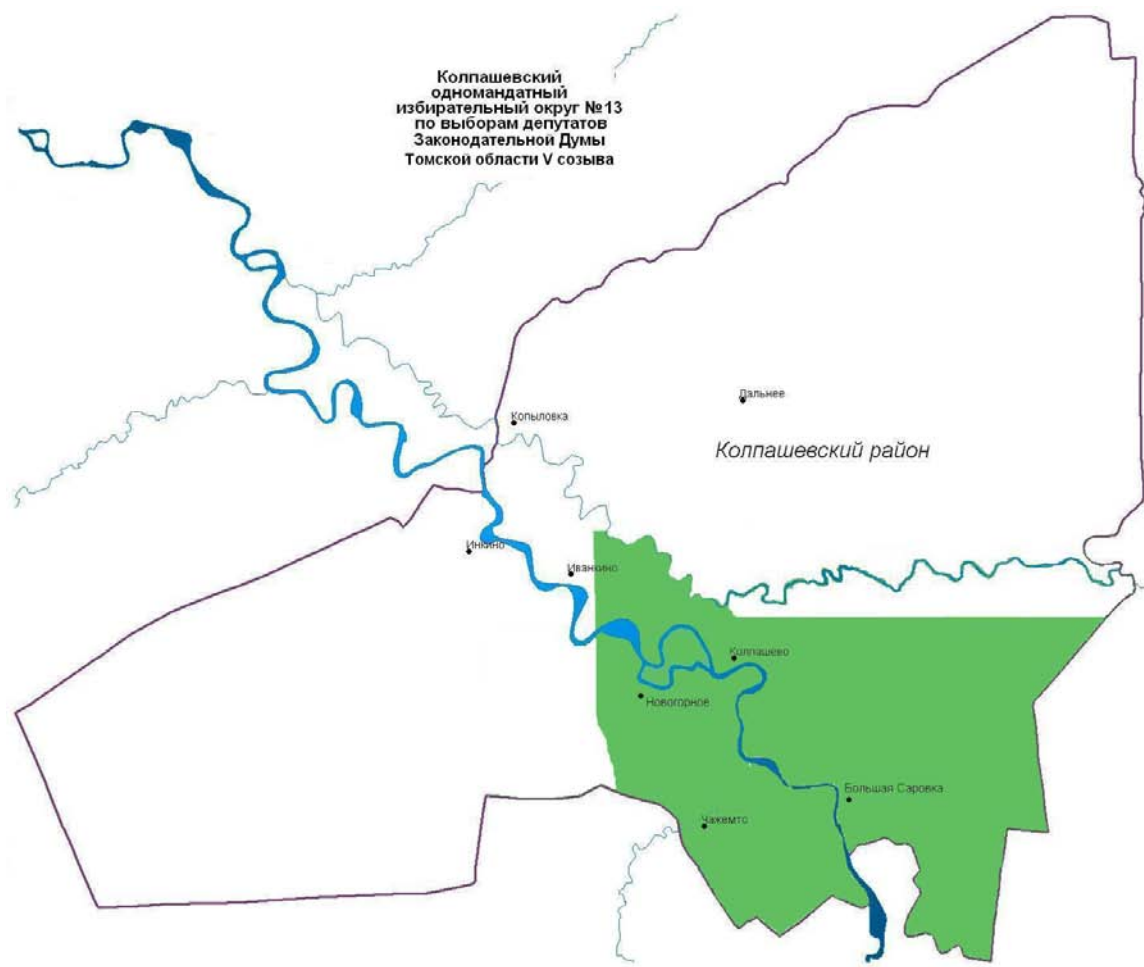 Колпашевский
одномандатный
избирательный округ №13
по выборам депутатов
Законодательной Думы
Томской области V созыва
Дальнее
Копыловка
Колпашевский район
Инкино
Иванкино
Колпашево
Новогорное
Большая Саровка
Чажемто